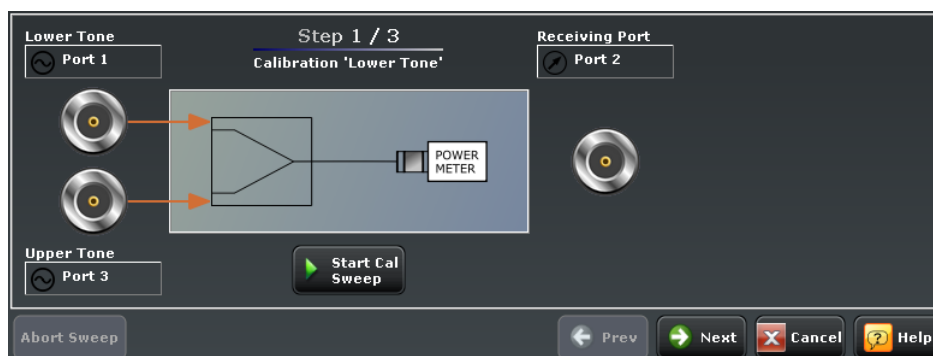 Lower Tone
Port 1
Step 1 / 3
Calibration 'Lower Tone'
Receiving Port
Port 2
POWER
METER
Upper Tone
Port 3
Start Cal
Sweep
Abort Sweep
Prev
Next
Cancel
Help